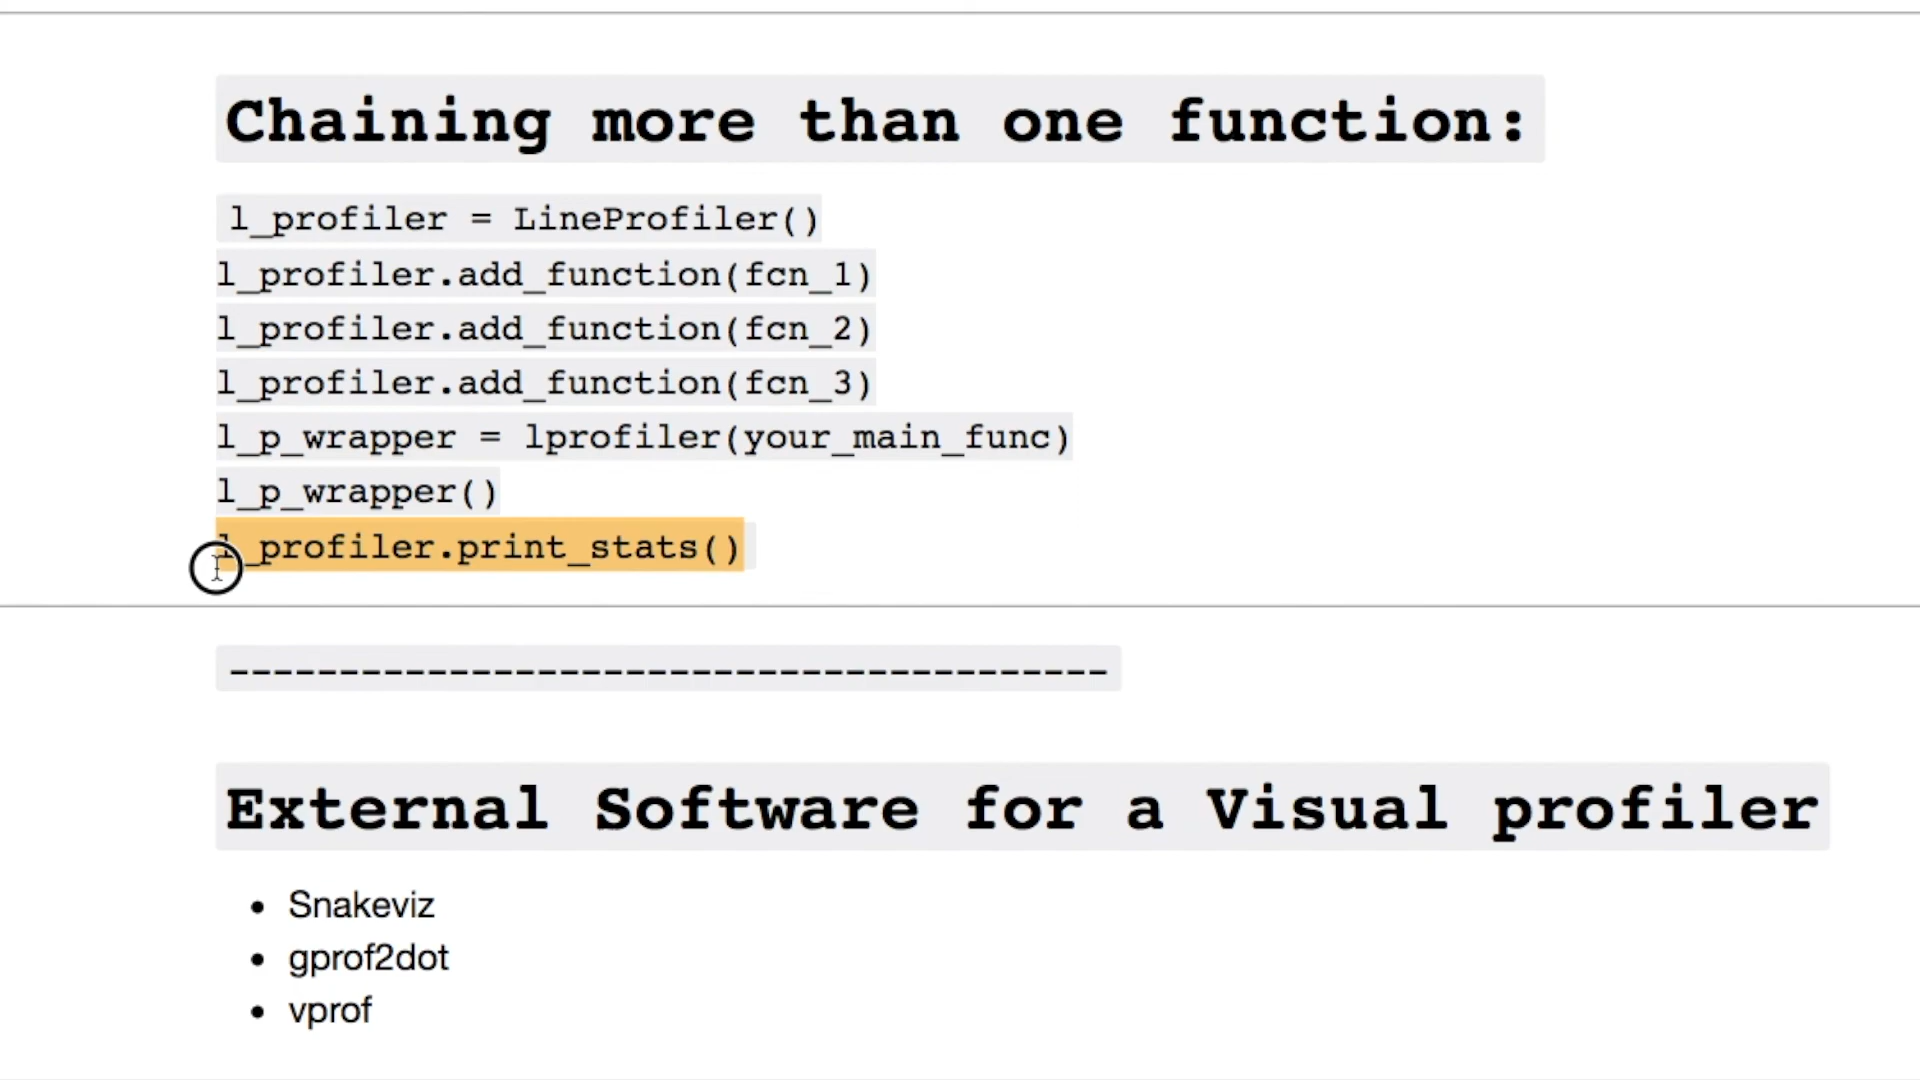 Chaining more than one function:
l_profiler = LineProfiler()
l_profiler.add_function(fcn_1)
l_profiler.add_function(fcn_2)
l_profiler.add_function(fcn_3)
l_p_wrapper = lprofiler(your_main_func)
l_p_wrapper()
l_profiler.print_stats()
----------------------------------------
External Software for a Visual profiler
• Snakeviz
• gprof2dot
• vprof